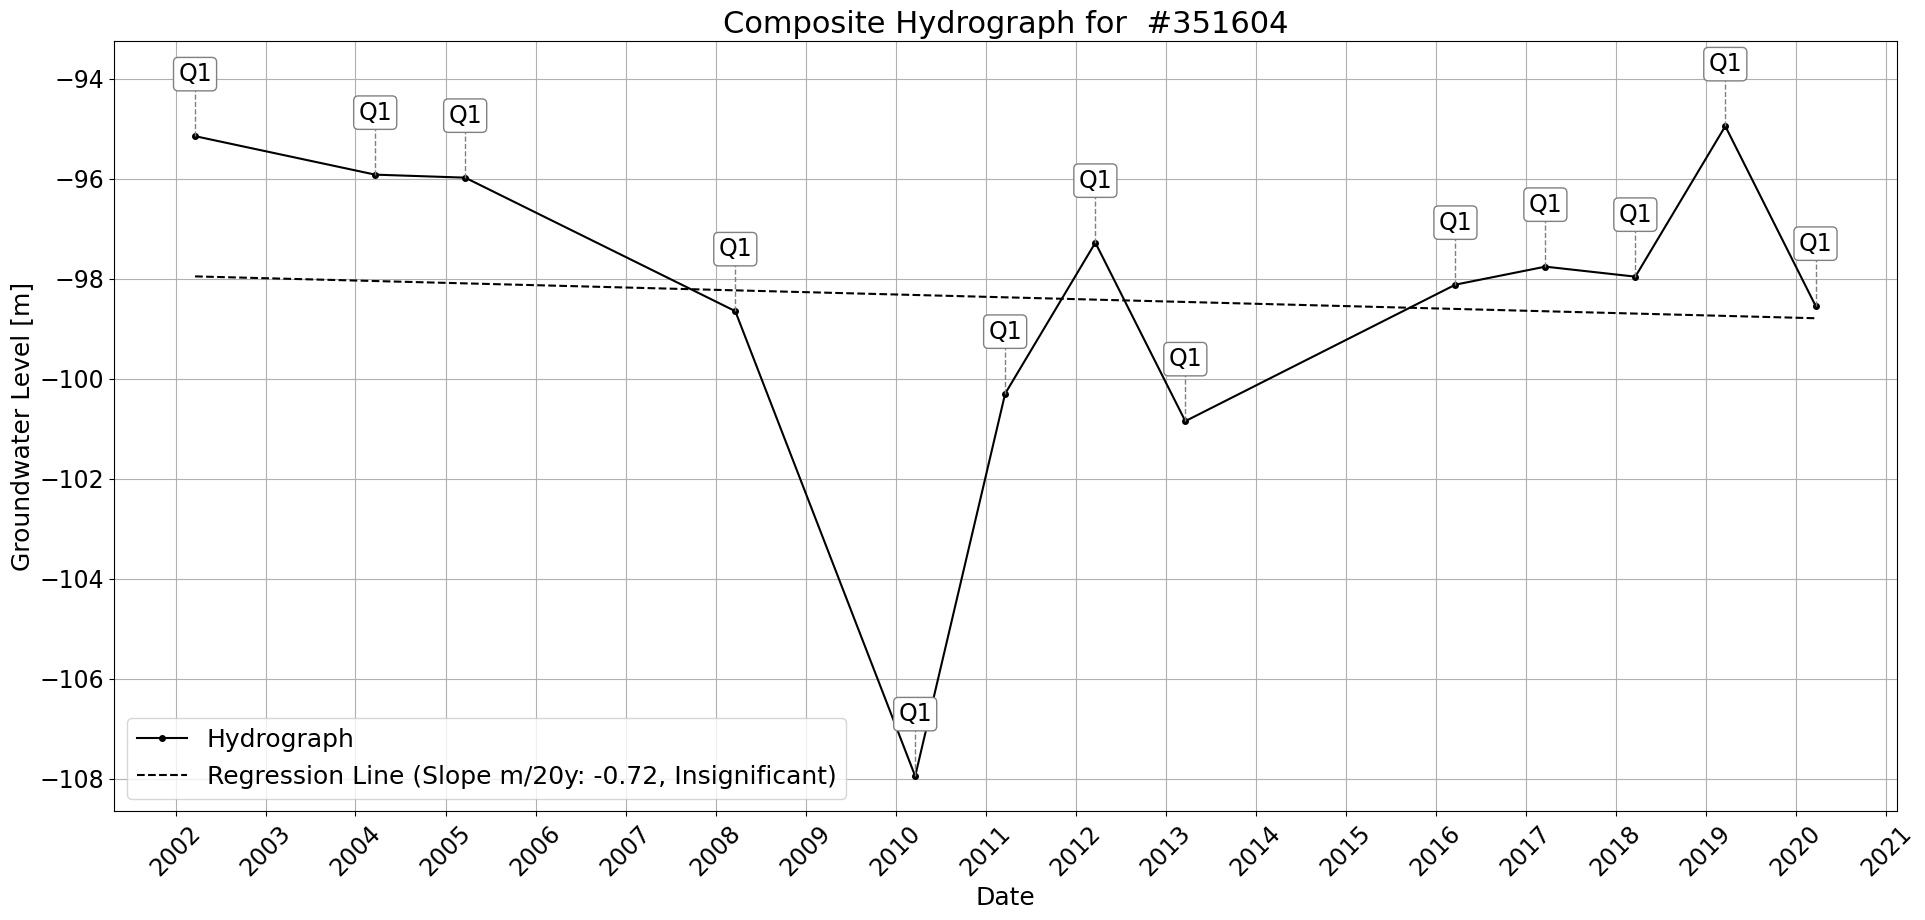 Composite Hydrograph for  #351604
Groundwater Level [m]
−94
−96
−98
−100
−102
−104
−106
−108
Q1
Q1
Q1
Q1
Q1
Q1
Q1
Q1
Q1
Q1
Q1
Q1
Q1
Hydrograph
Regression Line (Slope m/20y: -0.72, Insignificant)
2002
2003
2004
2005
2006
2007
2008
2009
2010
2011
2012
2013
2014
2015
2016
2017
2018
2019
2020
2021
Date